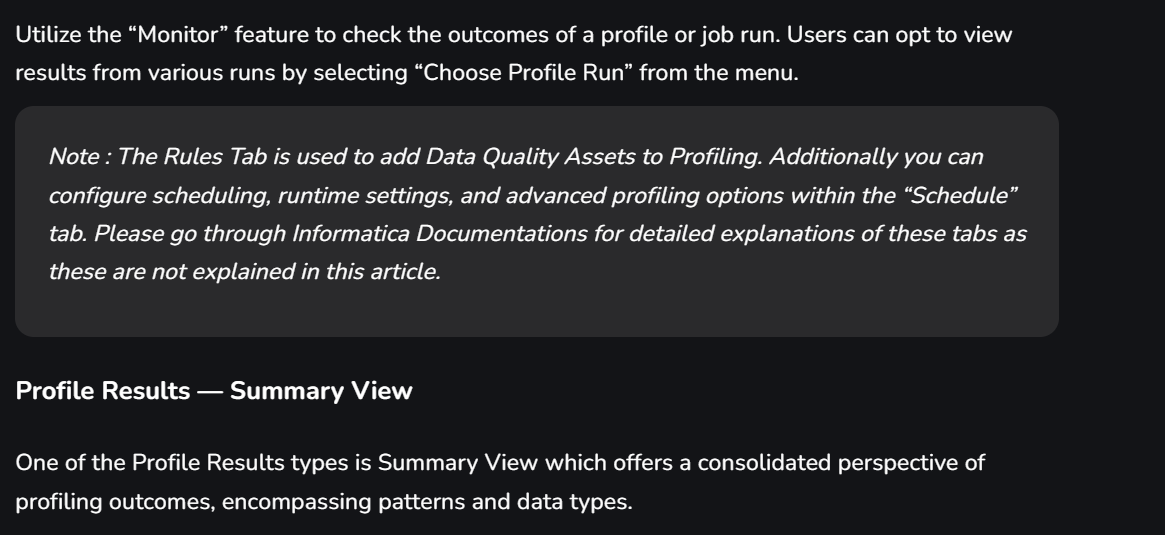 Utilize the “Monitor” feature to check the outcomes of a profile or job run. Users can opt to view
results from various runs by selecting “Choose Profile Run” from the menu.
Note : The Rules Tab is used to add Data Quality Assets to Profiling. Additionally you can
configure scheduling, runtime settings, and advanced profiling options within the “Schedule”
tab. Please go through Informatica Documentations for detailed explanations of these tabs as
these are not explained in this article.
Profile Results — Summary View
One of the Profile Results types is Summary View which offers a consolidated perspective of
profiling outcomes, encompassing patterns and data types.